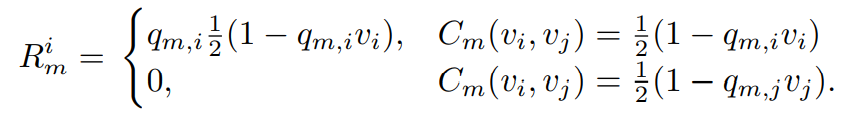 $$R_m^i = \begin{cases} q_{m,i}\frac{1}{2}(1 - q_{m,i}v_i), & C_m(v_i, v_j) = \frac{1}{2}(1 - q_{m,i}v_i) \\ 0, & C_m(v_i, v_j) = \frac{1}{2}(1 - q_{m,j}v_j). \end{cases}$$